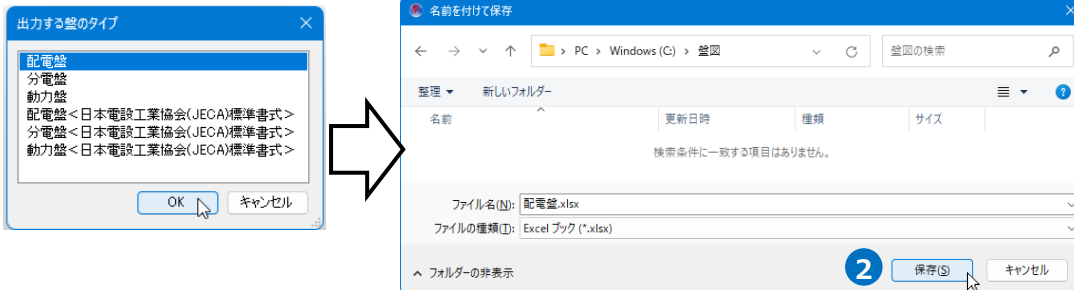 出力する盤のタイプ
配電盤
分電盤
動力盤
配電盤<日本電設工業協会(JECA)標準書式>
分電盤<日本電設工業協会(JECA)標準書式>
動力盤<日本電設工業協会(JECA)標準書式>
OK キャンセル
名前を付けて保存
PC > Windows (C:) > 盤図
盤図の検索
整理 新しいフォルダー
名前 更新日時 種類 サイズ
検索条件に一致する項目はありません。
ファイル名(N): 配電盤.xlsx
ファイルの種類(T): Excel ブック (*.xlsx)
フォルダーの非表示
2 保存(S) キャンセル